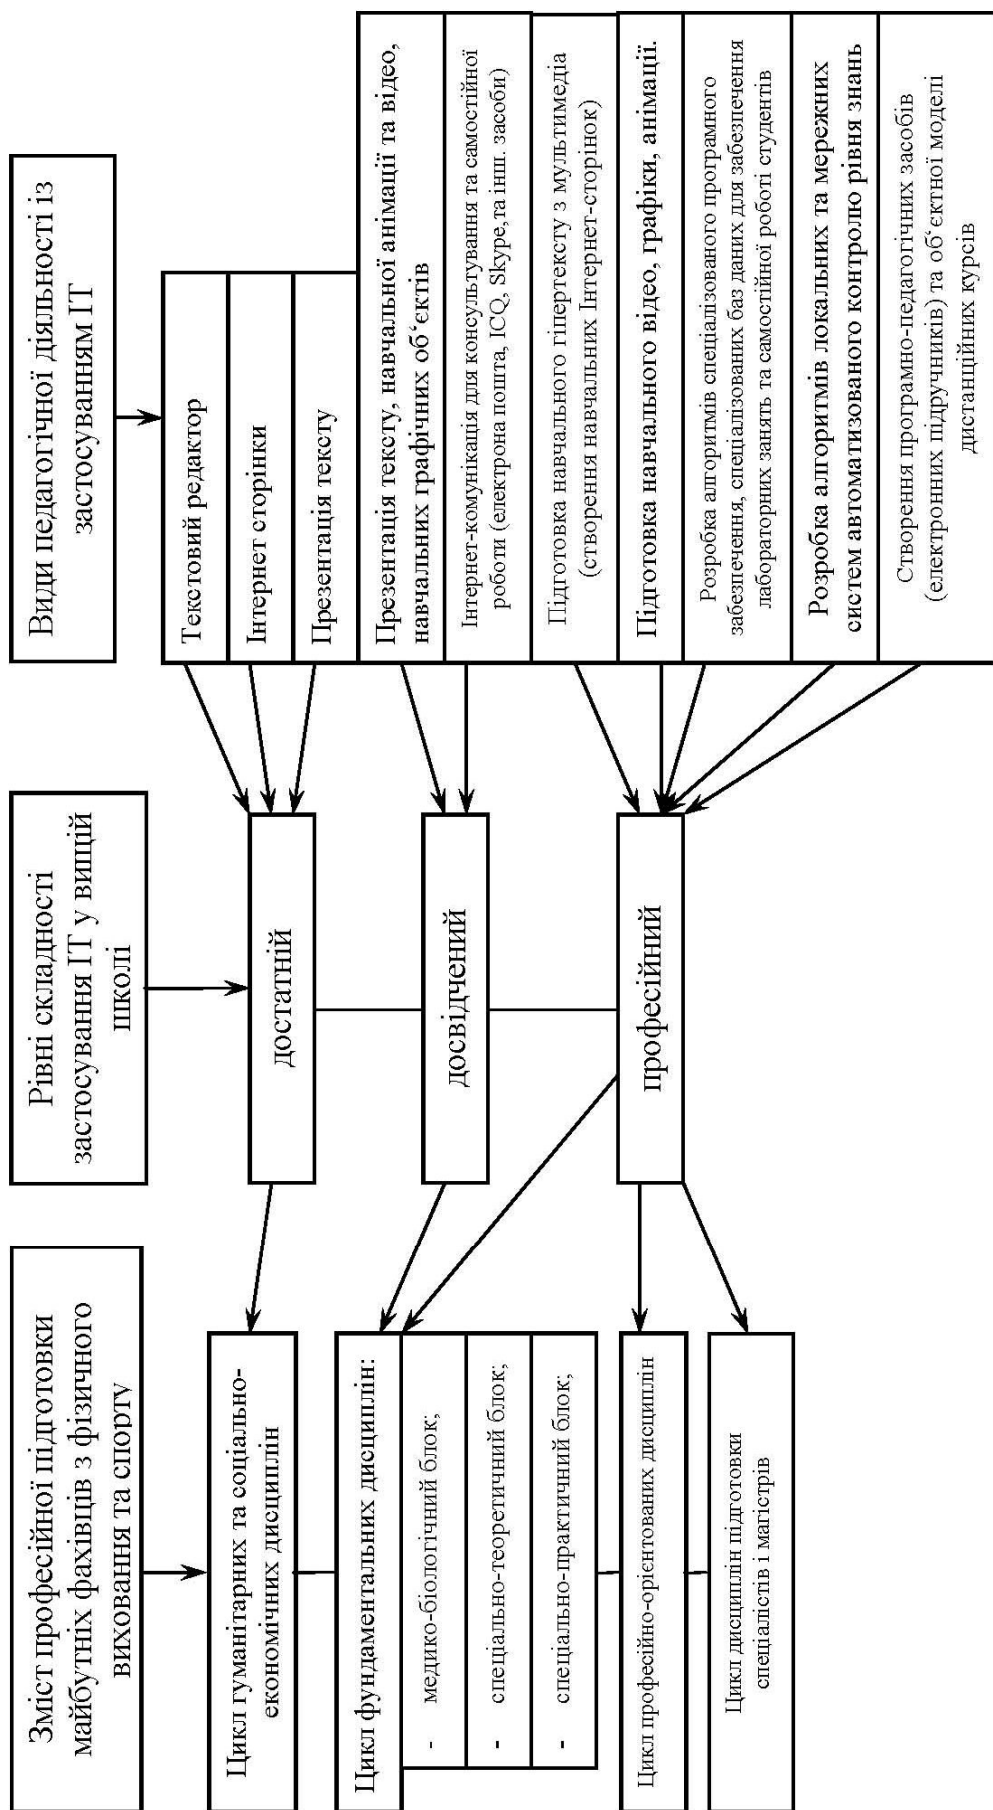 Зміст професійної підготовки
майбутніх фахівців з фізичного
виховання та спорту
Рівні складності
застосування ІТ у вищій
школі
Види педагогічної діяльності із
застосуванням ІТ
Цикл гуманітарних та соціально-
економічних дисциплін
Цикл фундаментальних дисциплін:
- медико-біологічний блок;
- спеціально-теоретичний блок;
- спеціально-практичний блок;
Цикл професійно-орієнтованих дисциплін
Цикл дисциплін підготовки
спеціалістів і магістрів
достатній
досвідчений
професійний
Текстовий редактор
Інтернет сторінки
Презентація тексту
Презентація тексту, навчальної анімації та відео,
навчальних графічних об‘єктів
Інтернет-комунікація для консультування та самостійної
роботи (електрона пошта, ICQ, Skype,та інш. засоби)
Підготовка навчального гіпертексту з мультимедіа
(створення навчальних Інтернет-сторінок)
Підготовка навчального відео, графіки, анімації.
Розробка алгоритмів спеціалізованого програмного
забезпечення, спеціалізованих баз даних для забезпечення
лабораторних занять та самостійної роботі студентів
Розробка алгоритмів локальних та мережних
систем автоматизованого контролю рівня знань
Створення програмно-педагогічних засобів
(електронних підручників) та об‘єктної моделі
дистанційних курсів